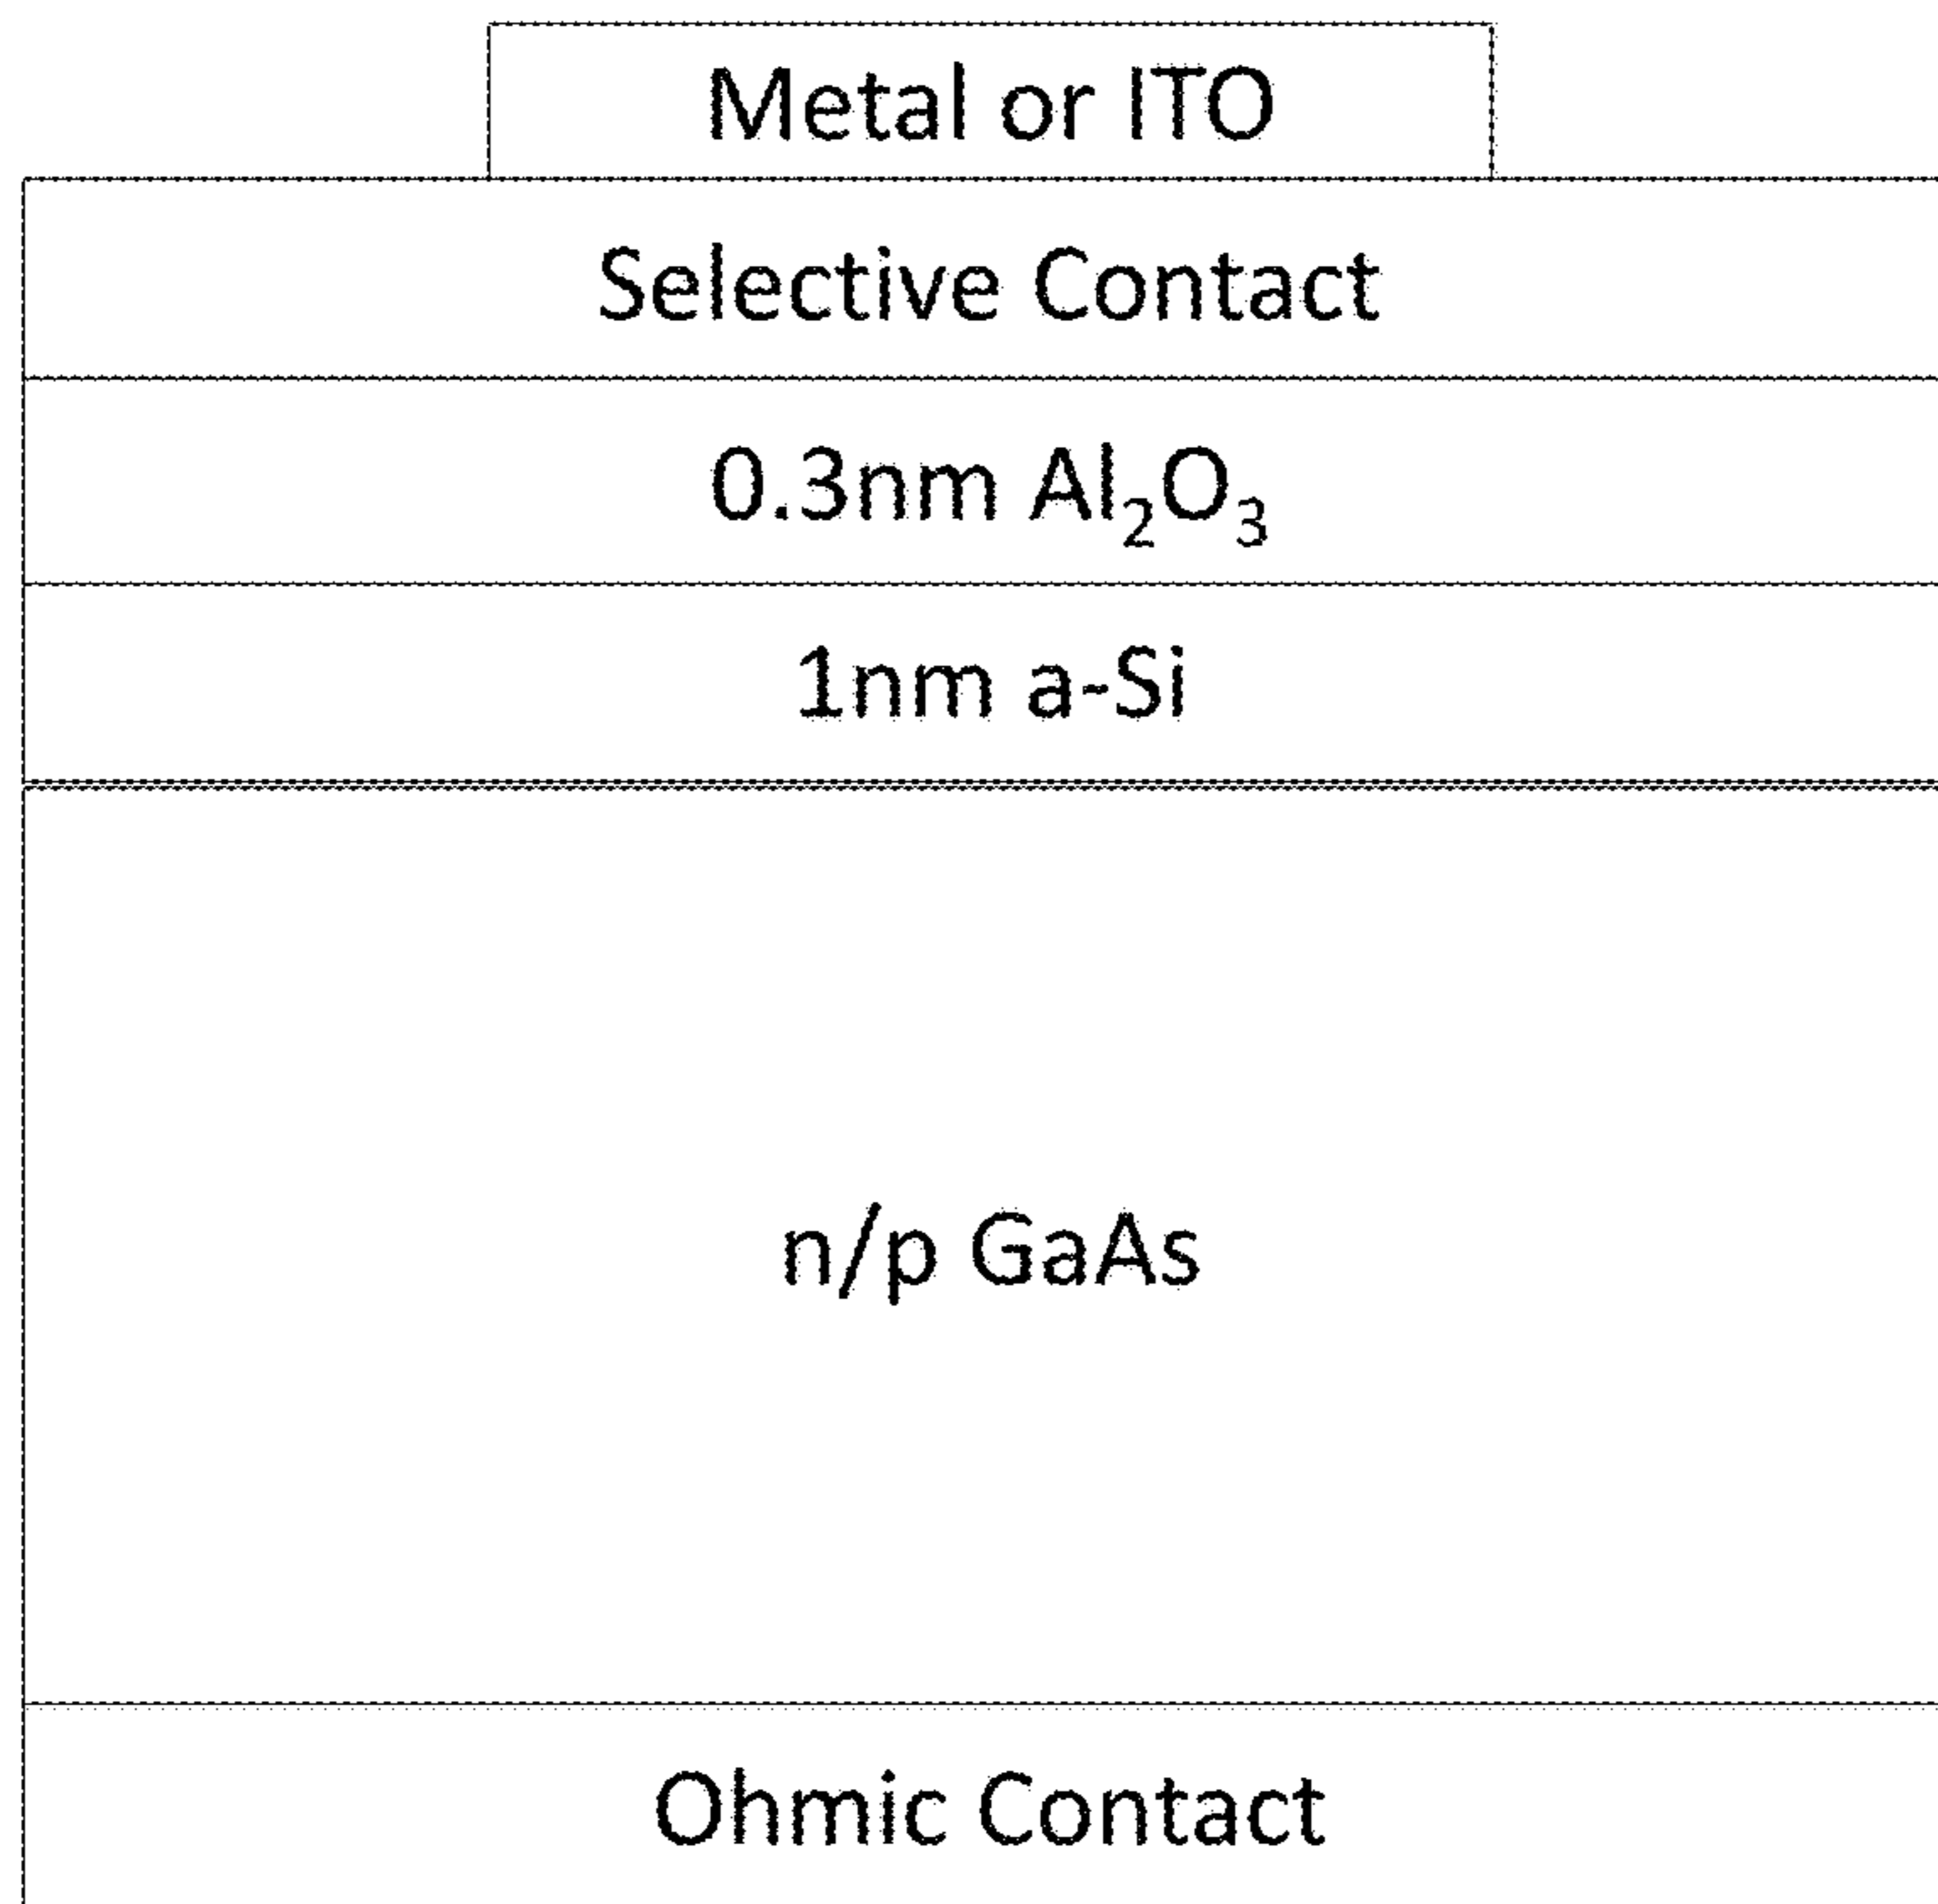 Metal or ITO
Selective Contact
0.3nm Al₂O₃
1nm a-Si
n/p GaAs
Ohmic Contact